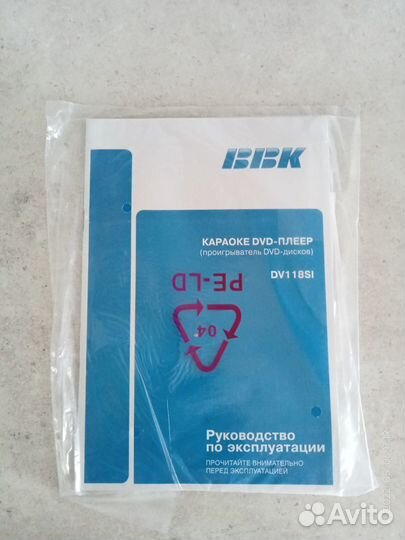 BBK
КАРАОКЕ DVD-ПЛЕЕР
(проигрыватель DVD-дисков)
DV118SI
PE-LD
04
Руководство
по эксплуатации
ПРОЧИТАЙТЕ ВНИМАТЕЛЬНО
ПЕРЕД ЭКСПЛУАТАЦИЕЙ
Avito